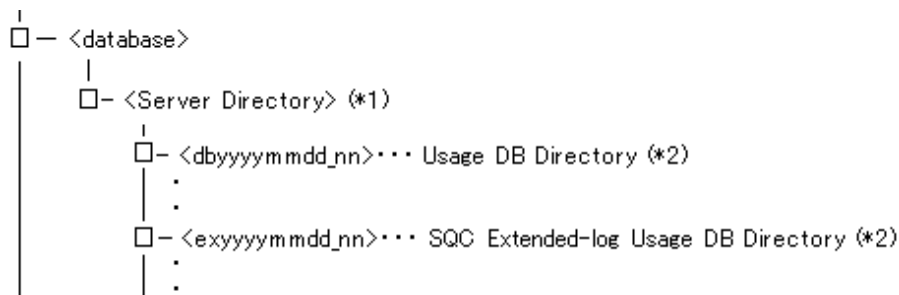 <database>
<Server Directory> (*1)
<dbyyyymmdd_nn>··· Usage DB Directory (*2)
<exyyyymmdd_nn>··· SQC Extended-log Usage DB Directory (*2)